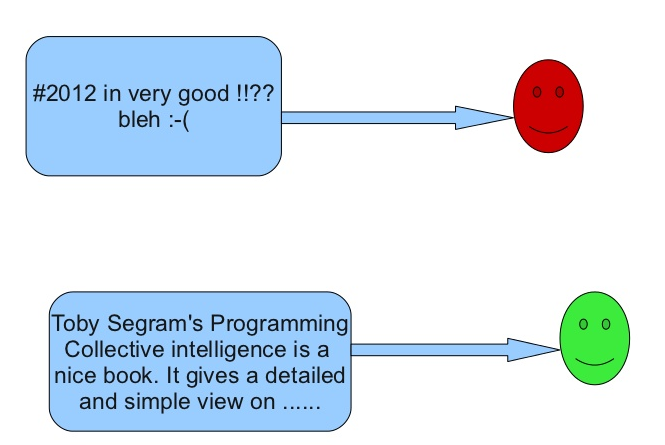 #2012 in very good !!??
bleh :-(
Toby Segram's Programming
Collective intelligence is a
nice book. It gives a detailed
and simple view on ......